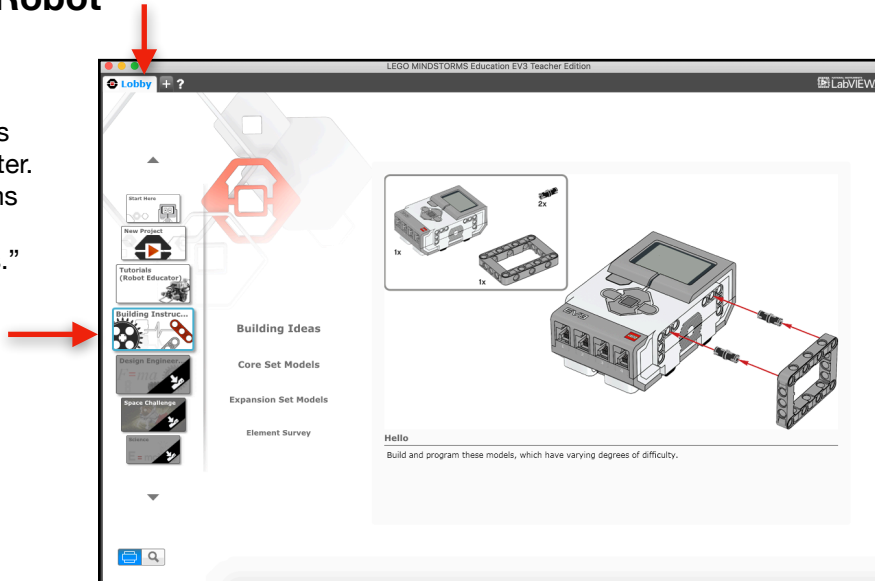 Robot
LEGO MINDSTORMS Education EV3 Teacher Edition
Lobby + ?
LabVIEW
s
ter.
ns
.”
Start Here
New Project
Tutorials
(Robot Educator)
Building Instruc...
Design Engineer...
Space Challenge
Science
Building Ideas
Core Set Models
Expansion Set Models
Element Survey
2x
1x
1x
EV3
Hello
Build and program these models, which have varying degrees of difficulty.